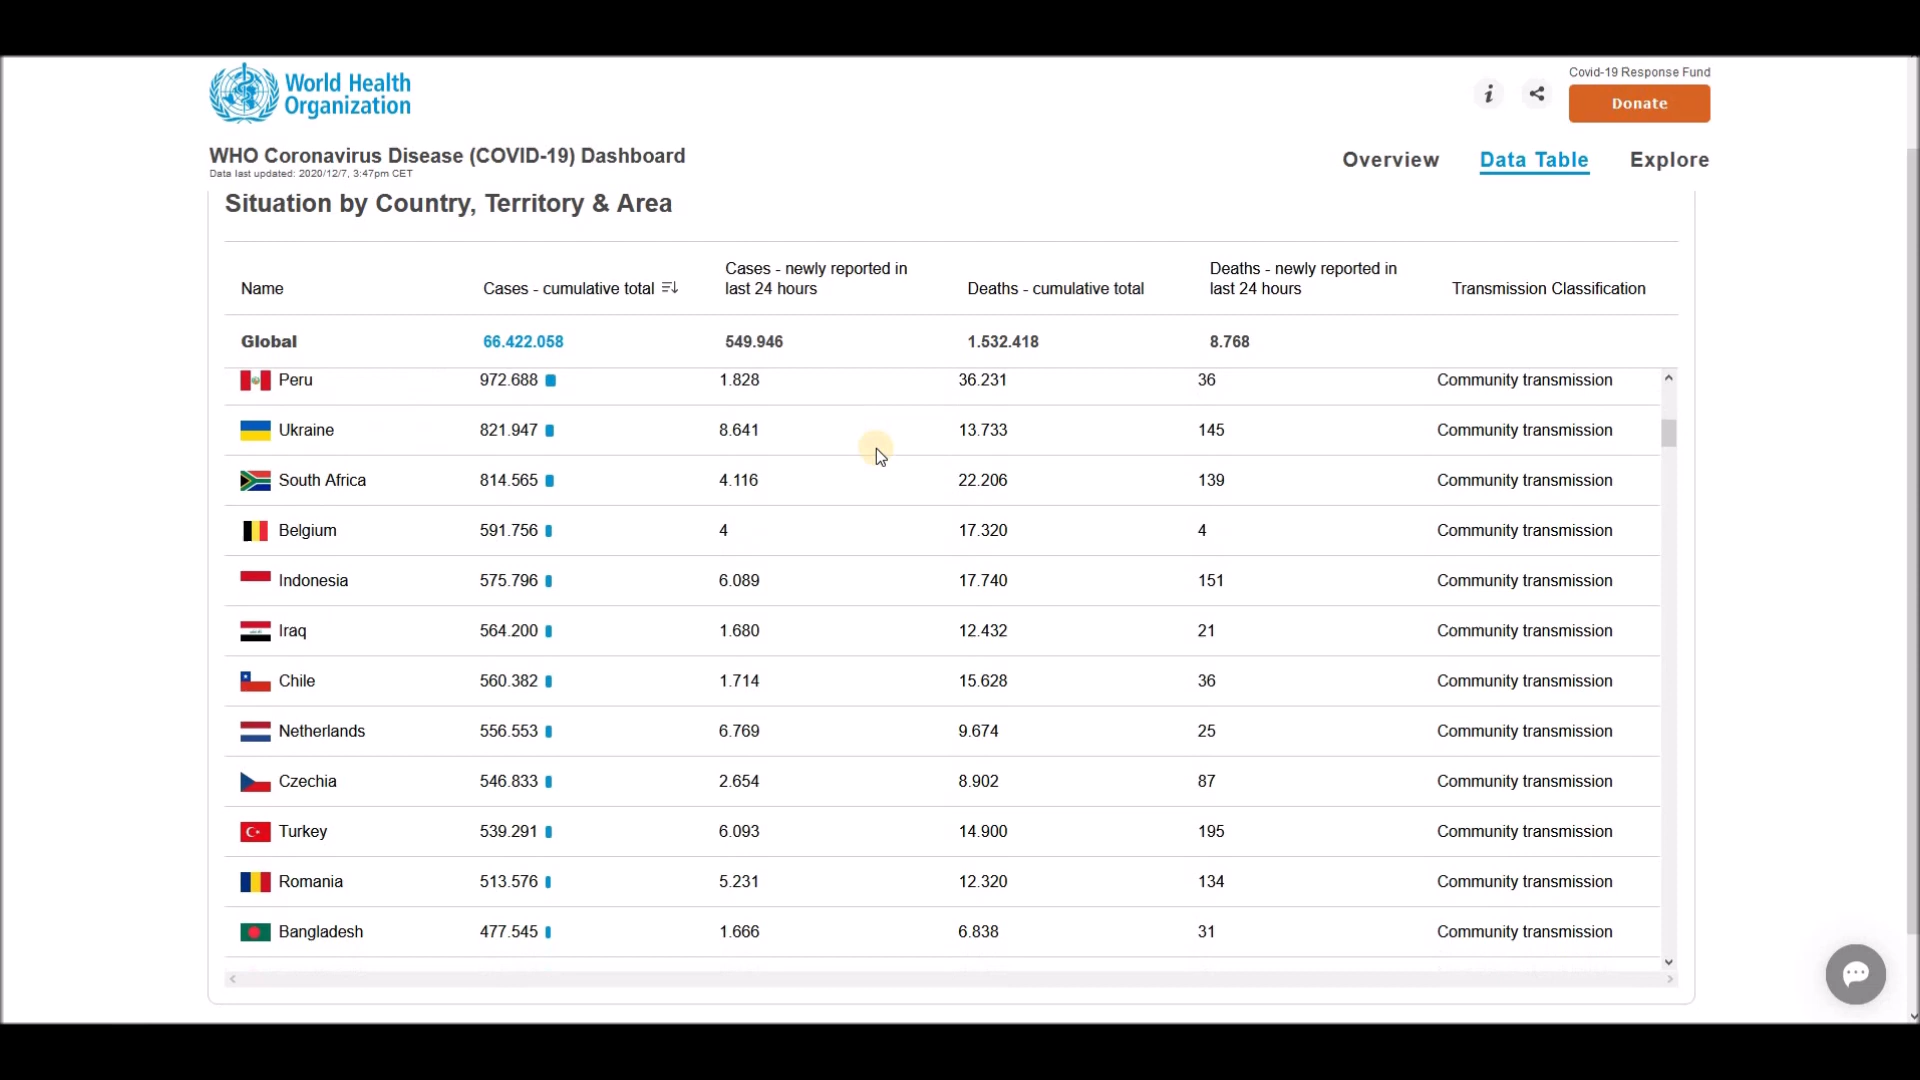 World Health
Organization
Covid-19 Response Fund
Donate
WHO Coronavirus Disease (COVID-19) Dashboard
Data last updated: 2020/12/7, 3:47pm CET
Overview Data Table Explore
Situation by Country, Territory & Area
Name Cases - cumulative total Cases - newly reported in last 24 hours Deaths - cumulative total Deaths - newly reported in last 24 hours Transmission Classification
Global 66.422.058 549.946 1.532.418 8.768
Peru 972.688 1.828 36.231 36 Community transmission
Ukraine 821.947 8.641 13.733 145 Community transmission
South Africa 814.565 4.116 22.206 139 Community transmission
Belgium 591.756 4 17.320 4 Community transmission
Indonesia 575.796 6.089 17.740 151 Community transmission
Iraq 564.200 1.680 12.432 21 Community transmission
Chile 560.382 1.714 15.628 36 Community transmission
Netherlands 556.553 6.769 9.674 25 Community transmission
Czechia 546.833 2.654 8.902 87 Community transmission
Turkey 539.291 6.093 14.900 195 Community transmission
Romania 513.576 5.231 12.320 134 Community transmission
Bangladesh 477.545 1.666 6.838 31 Community transmission